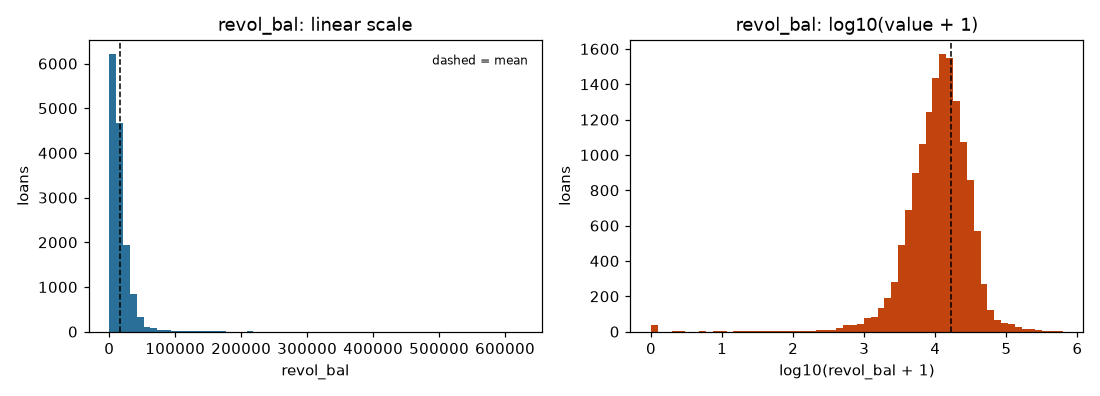 revol_bal: linear scale
dashed = mean
loans
6000
5000
4000
3000
2000
1000
0
0 100000 200000 300000 400000 500000 600000
revol_bal
revol_bal: log10(value + 1)
loans
1600
1400
1200
1000
800
600
400
200
0
0 1 2 3 4 5 6
log10(revol_bal + 1)